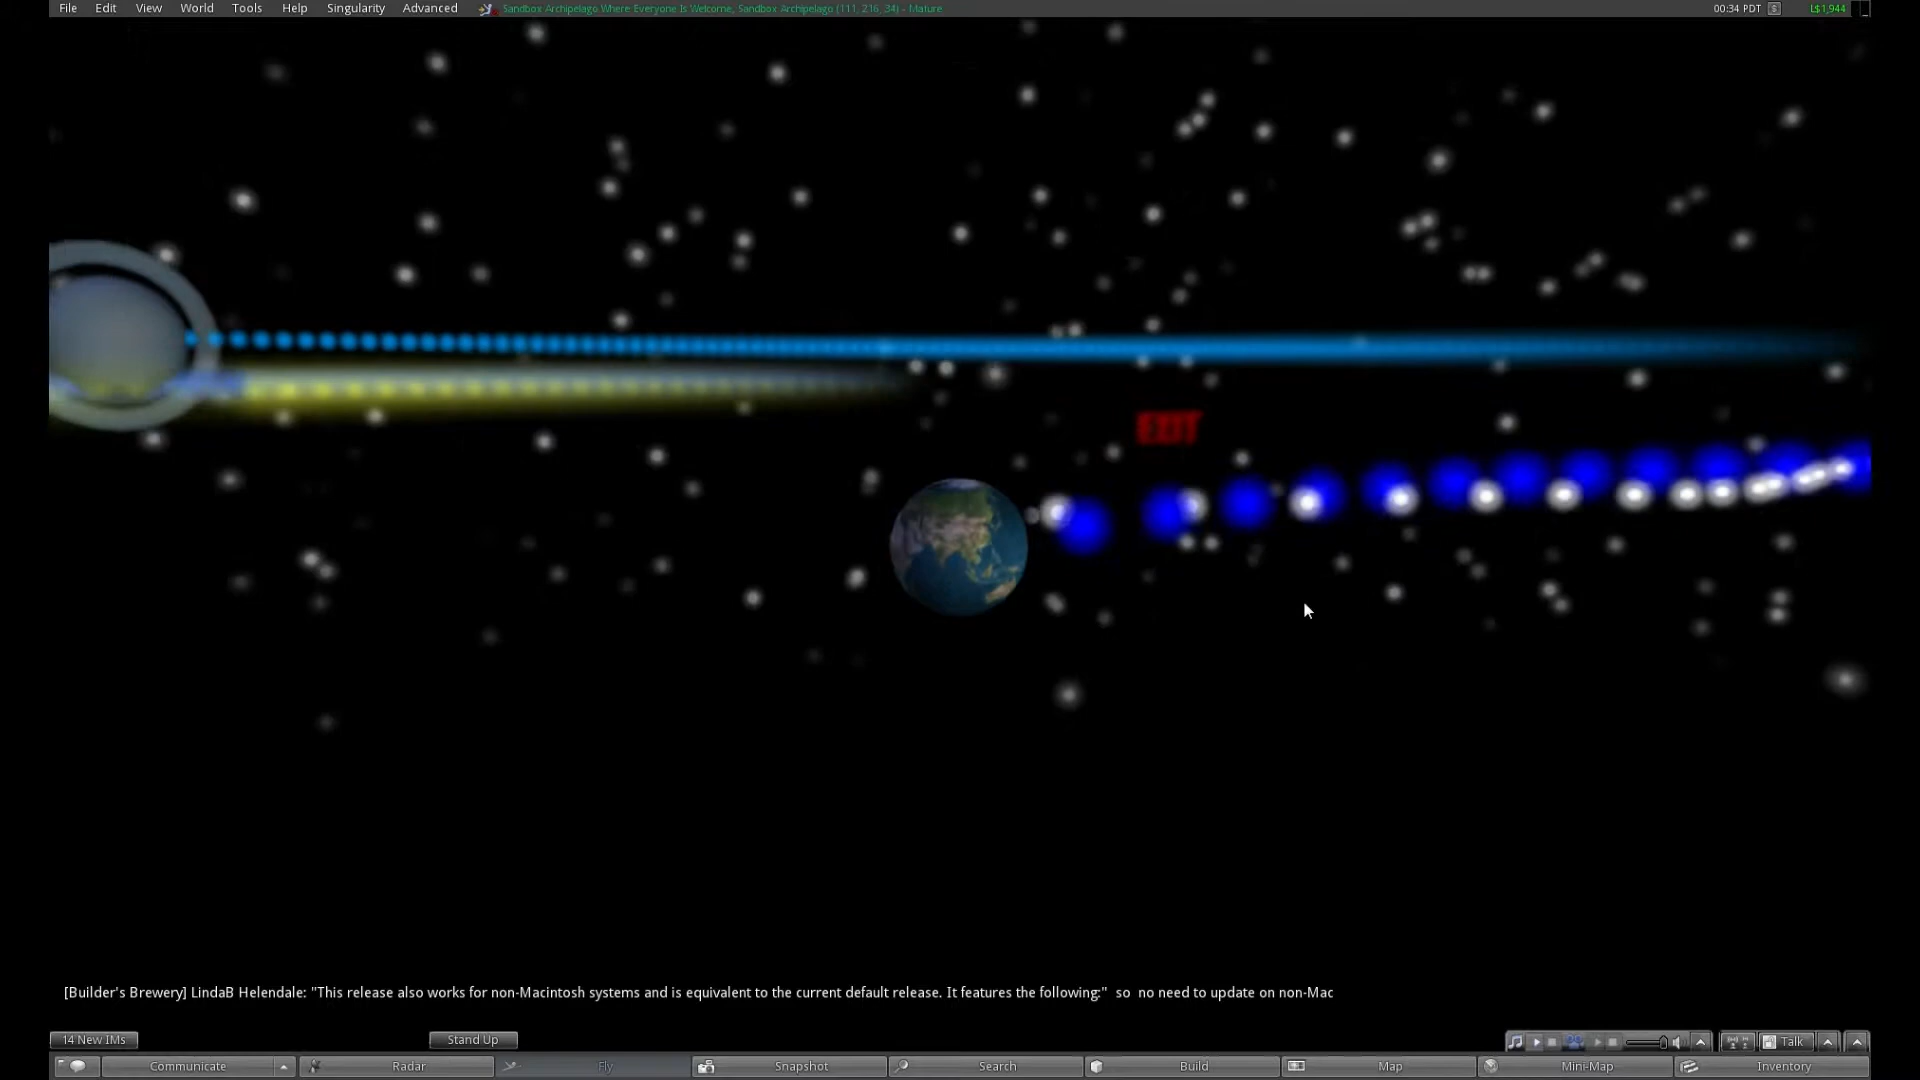 File Edit View World Tools Help Singularity Advanced Sandbox Archipelago Where Everyone Is Welcome, Sandbox Archipelago (111, 216, 34) - Mature 00:34 PDT $ L$1,944
EXIT
[Builder's Brewery] LindaB Helendale: "This release also works for non-Macintosh systems and is equivalent to the current default release. It features the following:"  so  no need to update on non-Mac
14 New IMs Stand Up Talk
Communicate Radar Fly Snapshot Search Build Map Mini-Map Inventory